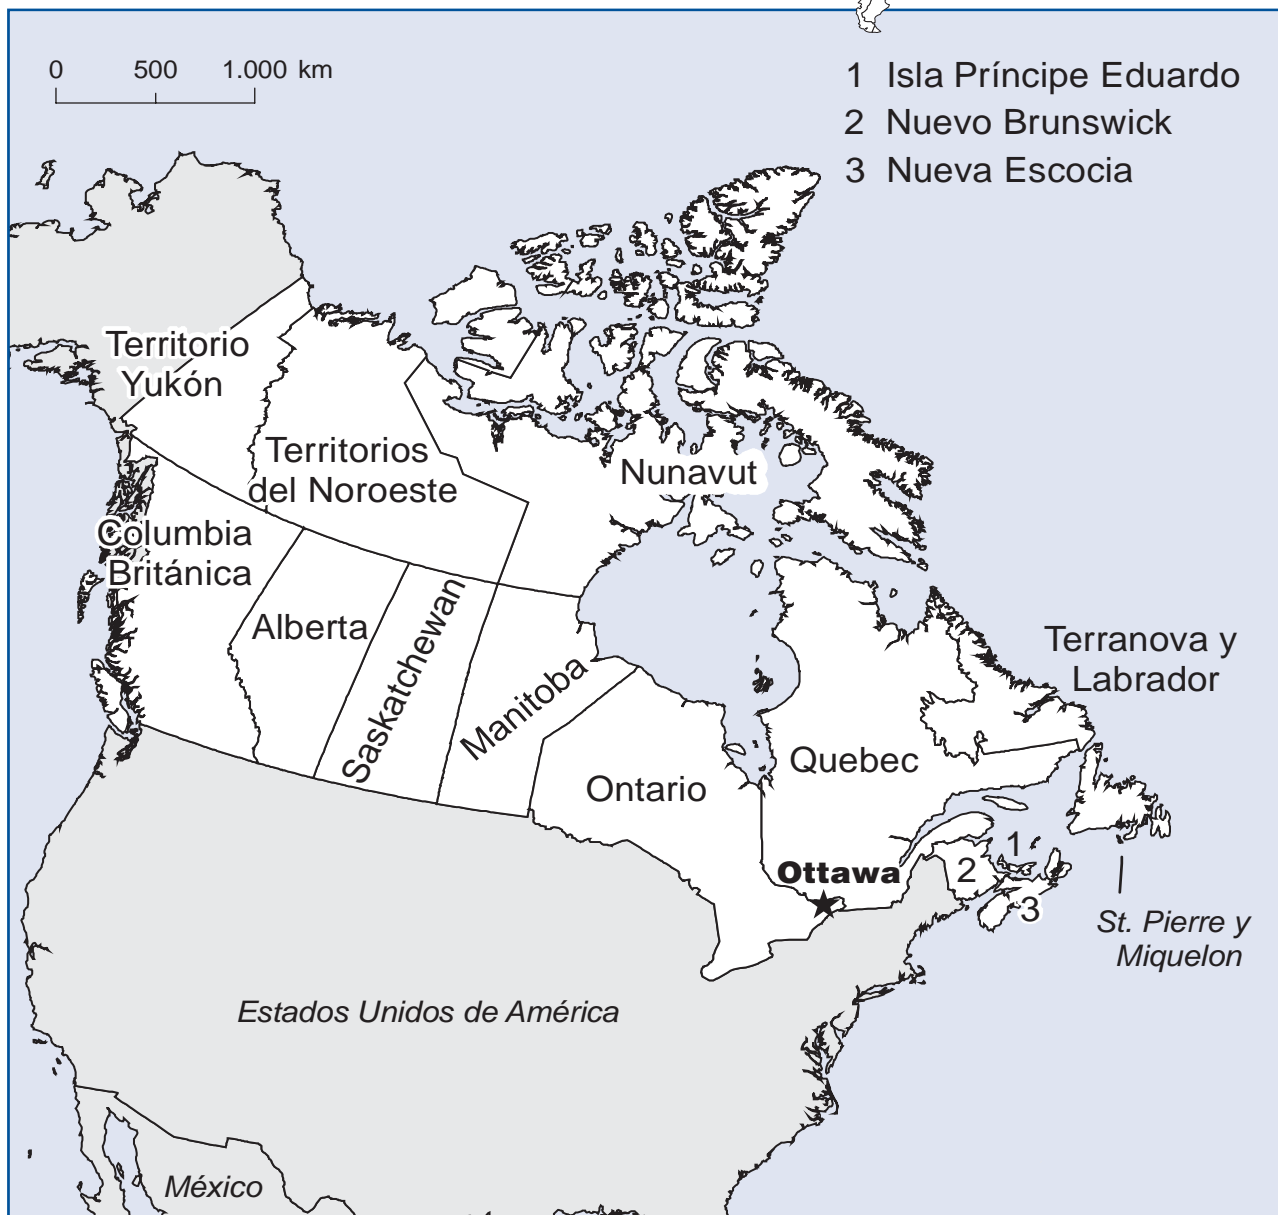 0 500 1.000 km
1 Isla Príncipe Eduardo
2 Nuevo Brunswick
3 Nueva Escocia
Territorio
Yukón
Territorios
del Noroeste
Nunavut
Columbia
Británica
Alberta
Saskatchewan
Manitoba
Ontario
Quebec
Terranova y
Labrador
Ottawa
1
2
3
St. Pierre y
Miquelon
Estados Unidos de América
México